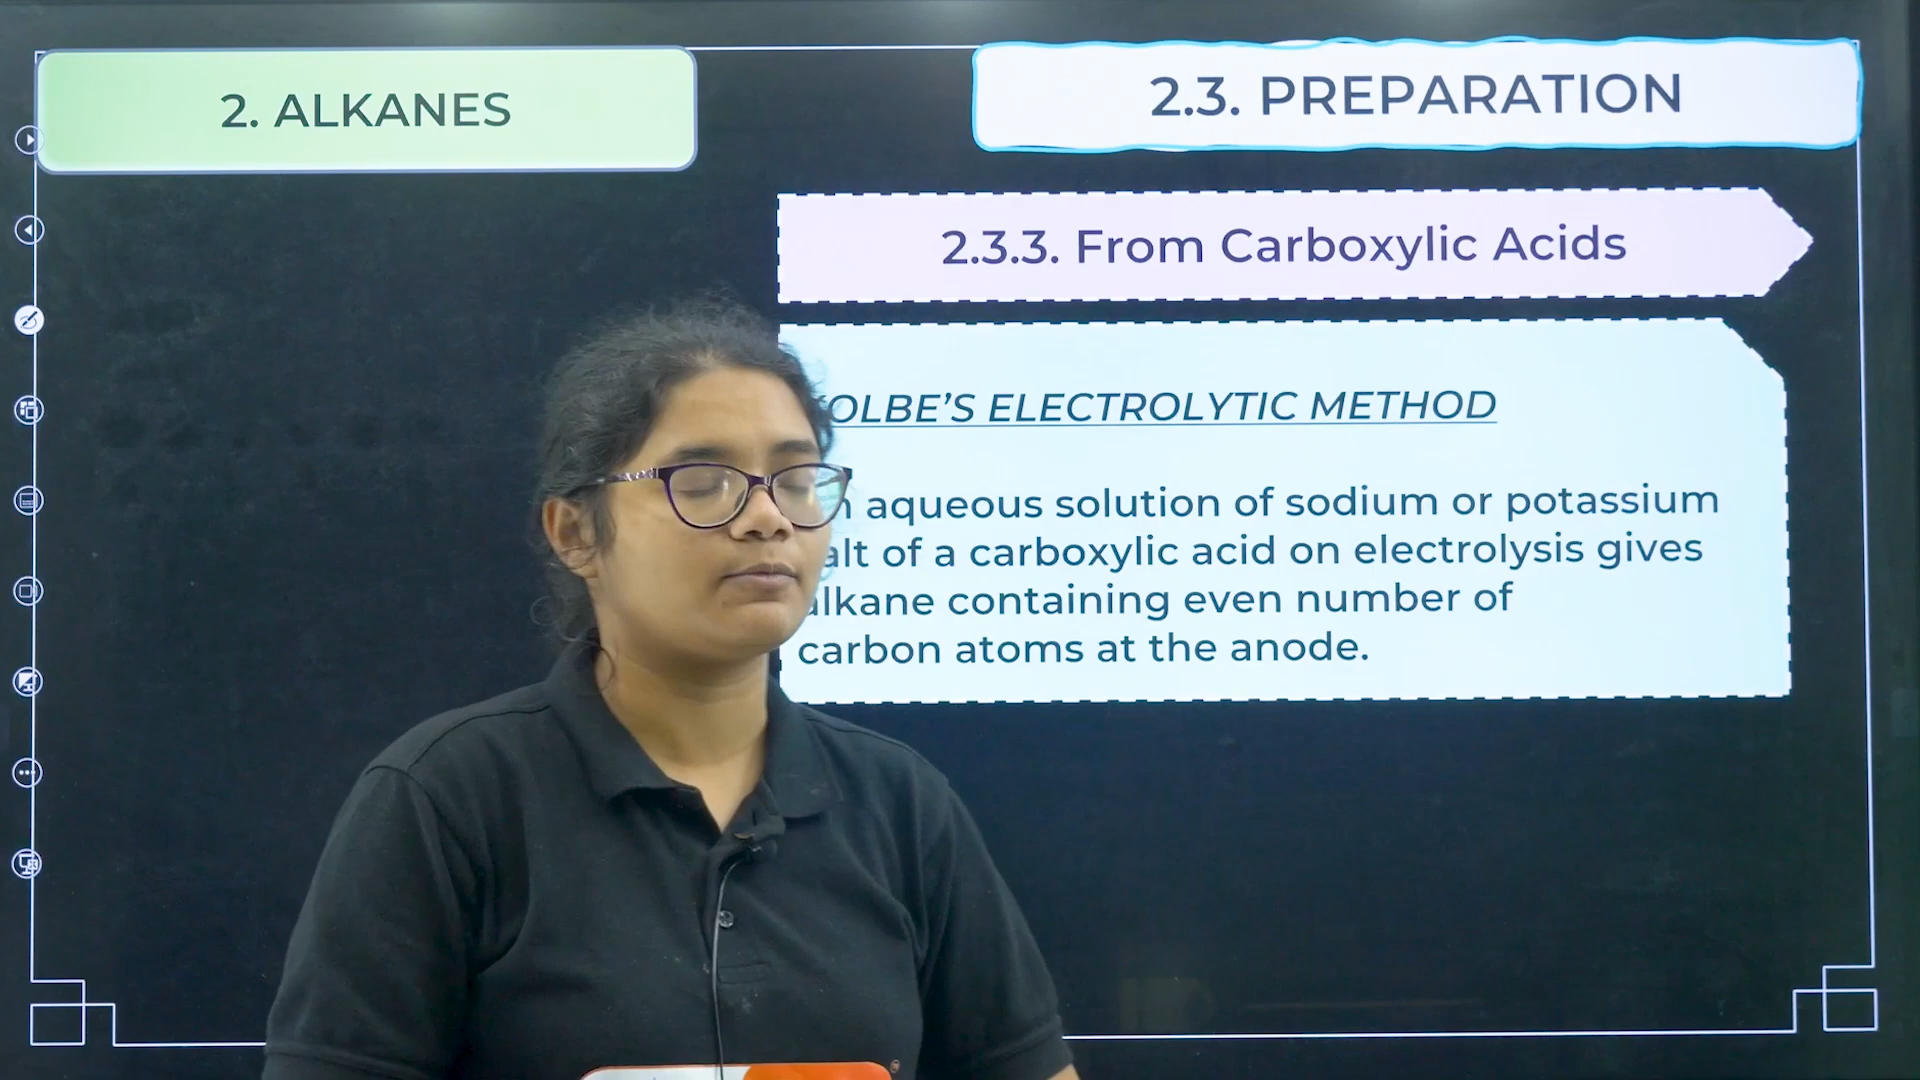 2. ALKANES
2.3. PREPARATION
2.3.3. From Carboxylic Acids
OLBE'S ELECTROLYTIC METHOD
aqueous solution of sodium or potassium
alt of a carboxylic acid on electrolysis gives
alkane containing even number of
carbon atoms at the anode.